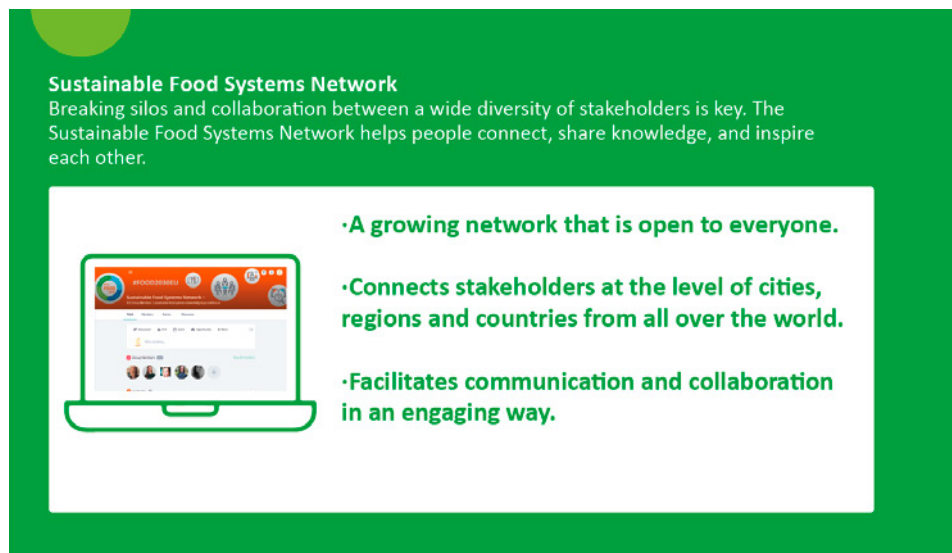 Sustainable Food Systems Network
Breaking silos and collaboration between a wide diversity of stakeholders is key. The
Sustainable Food Systems Network helps people connect, share knowledge, and inspire
each other.
#FOOD2030EU
Sustainable Food Systems Network
·A growing network that is open to everyone.
·Connects stakeholders at the level of cities,
regions and countries from all over the world.
·Facilitates communication and collaboration
in an engaging way.